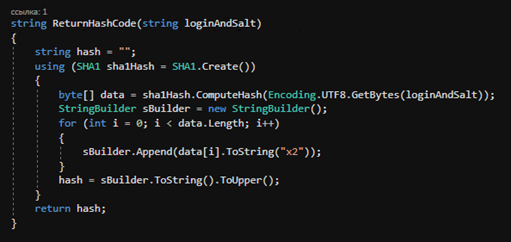 ссылка: 1
string ReturnHashCode(string loginAndSalt)
{
string hash = "";
using (SHA1 sha1Hash = SHA1.Create())
{
byte[] data = sha1Hash.ComputeHash(Encoding.UTF8.GetBytes(loginAndSalt));
StringBuilder sBuilder = new StringBuilder();
for (int i = 0; i < data.Length; i++)
{
sBuilder.Append(data[i].ToString("x2"));
}
hash = sBuilder.ToString().ToUpper();
}
return hash;
}